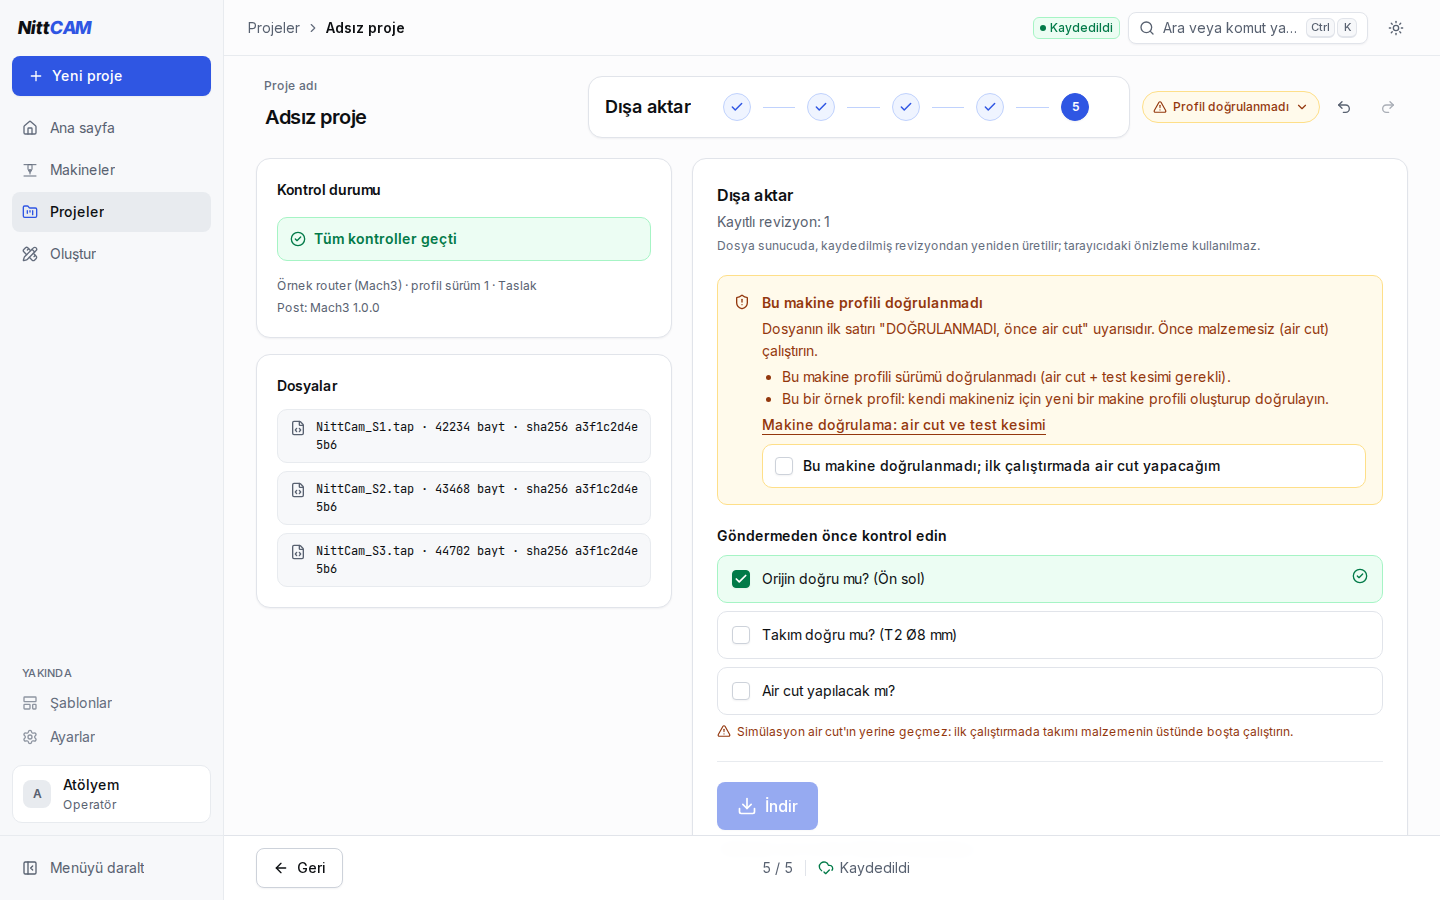 NittCAM
Yeni proje
Ana sayfa
Makineler
Projeler
Oluştur
YAKINDA
Şablonlar
Ayarlar
A
Atölyem
Operatör
Menüyü daralt
Projeler > Adsız proje
Kaydedildi
Ara veya komut ya…
Ctrl K
Proje adı
Adsız proje
Dışa aktar
5
Profil doğrulanmadı
Kontrol durumu
Tüm kontroller geçti
Örnek router (Mach3) · profil sürüm 1 · Taslak
Post: Mach3 1.0.0
Dosyalar
NittCam_S1.tap · 42234 bayt · sha256 a3f1c2d4e
5b6
NittCam_S2.tap · 43468 bayt · sha256 a3f1c2d4e
5b6
NittCam_S3.tap · 44702 bayt · sha256 a3f1c2d4e
5b6
Dışa aktar
Kayıtlı revizyon: 1
Dosya sunucuda, kaydedilmiş revizyondan yeniden üretilir; tarayıcıdaki önizleme kullanılmaz.
Bu makine profili doğrulanmadı
Dosyanın ilk satırı "DOĞRULANMADI, önce air cut" uyarısıdır. Önce malzemesiz (air cut)
çalıştırın.
• Bu makine profili sürümü doğrulanmadı (air cut + test kesimi gerekli).
• Bu bir örnek profil: kendi makineniz için yeni bir makine profili oluşturup doğrulayın.
Makine doğrulama: air cut ve test kesimi
Bu makine doğrulanmadı; ilk çalıştırmada air cut yapacağım
Göndermeden önce kontrol edin
Orijin doğru mu? (Ön sol)
Takım doğru mu? (T2 Ø8 mm)
Air cut yapılacak mı?
Simülasyon air cut'ın yerine geçmez: ilk çalıştırmada takımı malzemenin üstünde boşta çalıştırın.
İndir
Geri
5 / 5
Kaydedildi